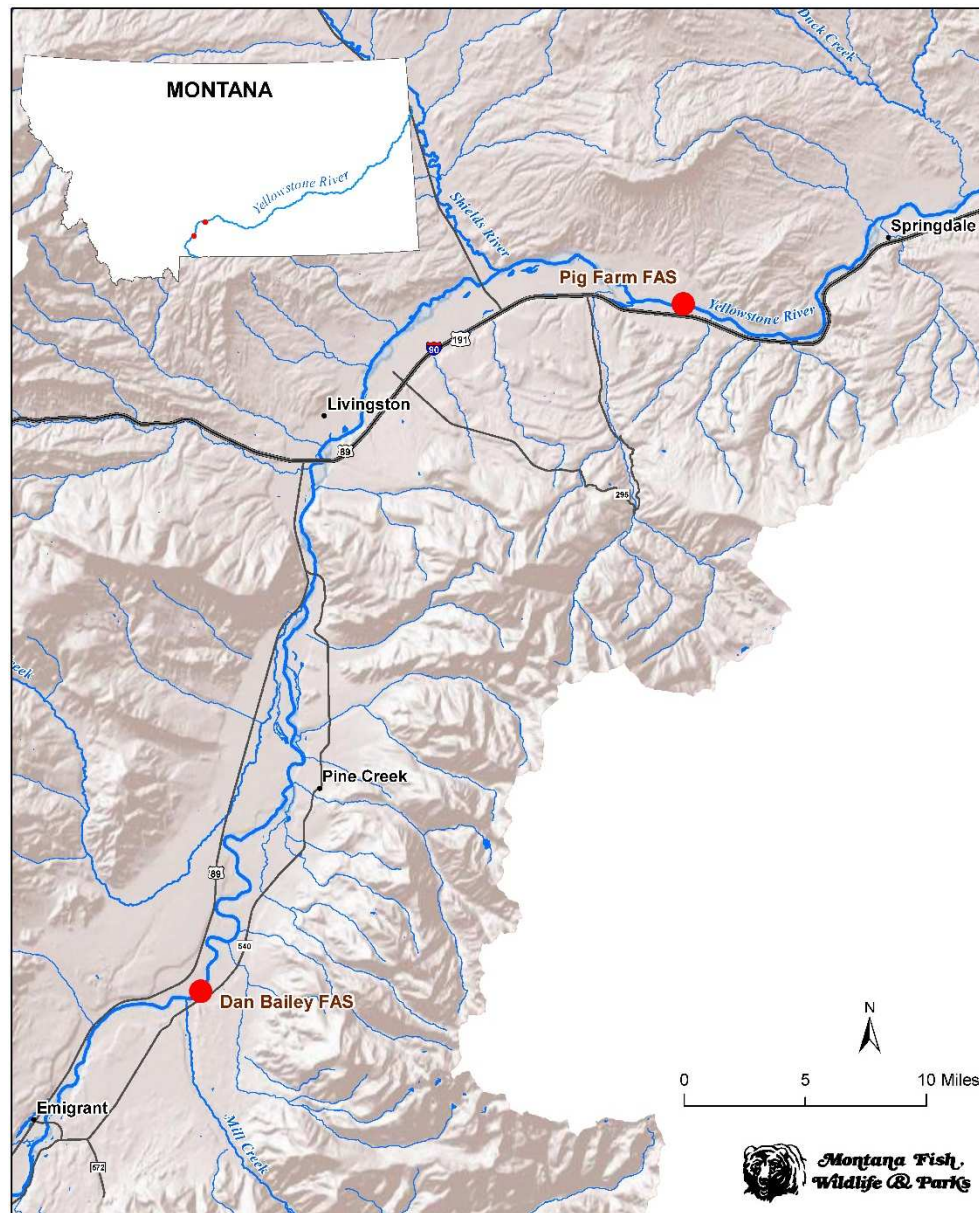 MONTANA
Yellowstone River
Duck Creek
Shields River
Springdale
Pig Farm FAS
Yellowstone River
191
90
Livingston
89
295
Creek
Pine Creek
89
540
Dan Bailey FAS
N
0 5 10 Miles
Emigrant
Mill Creek
572
Montana Fish,
Wildlife & Parks